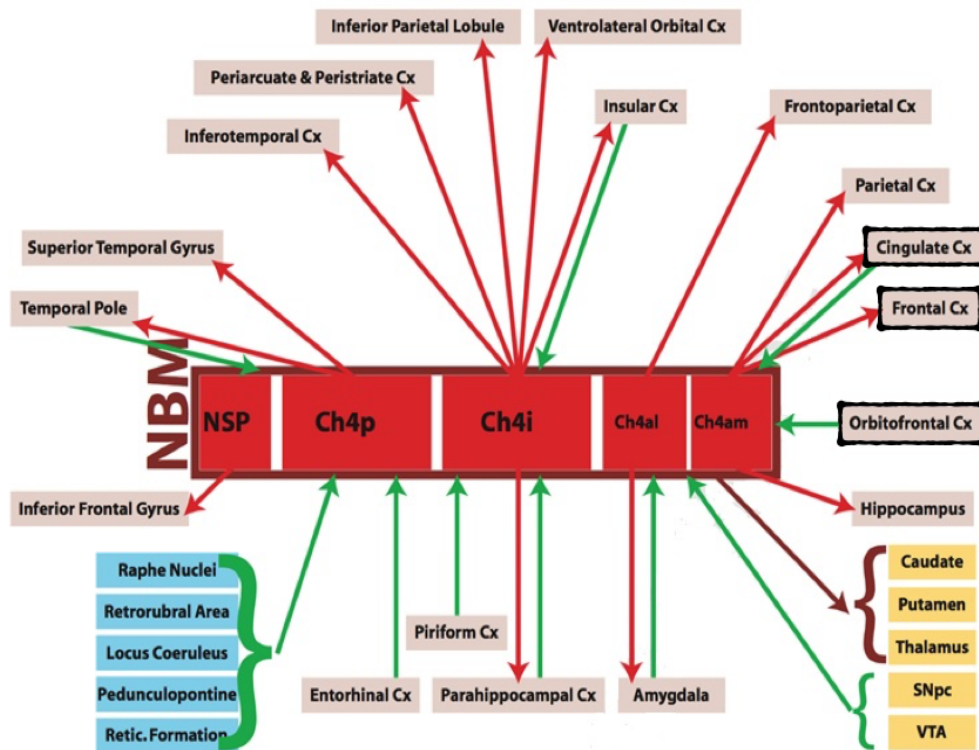 Inferior Parietal Lobule
Ventrolateral Orbital Cx
Periarcuate & Peristriate Cx
Insular Cx
Frontoparietal Cx
Inferotemporal Cx
Parietal Cx
Superior Temporal Gyrus
Cingulate Cx
Temporal Pole
Frontal Cx
NBM
NSP
Ch4p
Ch4i
Ch4al
Ch4am
Orbitofrontal Cx
Inferior Frontal Gyrus
Hippocampus
Raphe Nuclei
Retrorubral Area
Locus Coeruleus
Pedunculopontine
Retic. Formation
Piriform Cx
Entorhinal Cx
Parahippocampal Cx
Amygdala
Caudate
Putamen
Thalamus
SNpc
VTA